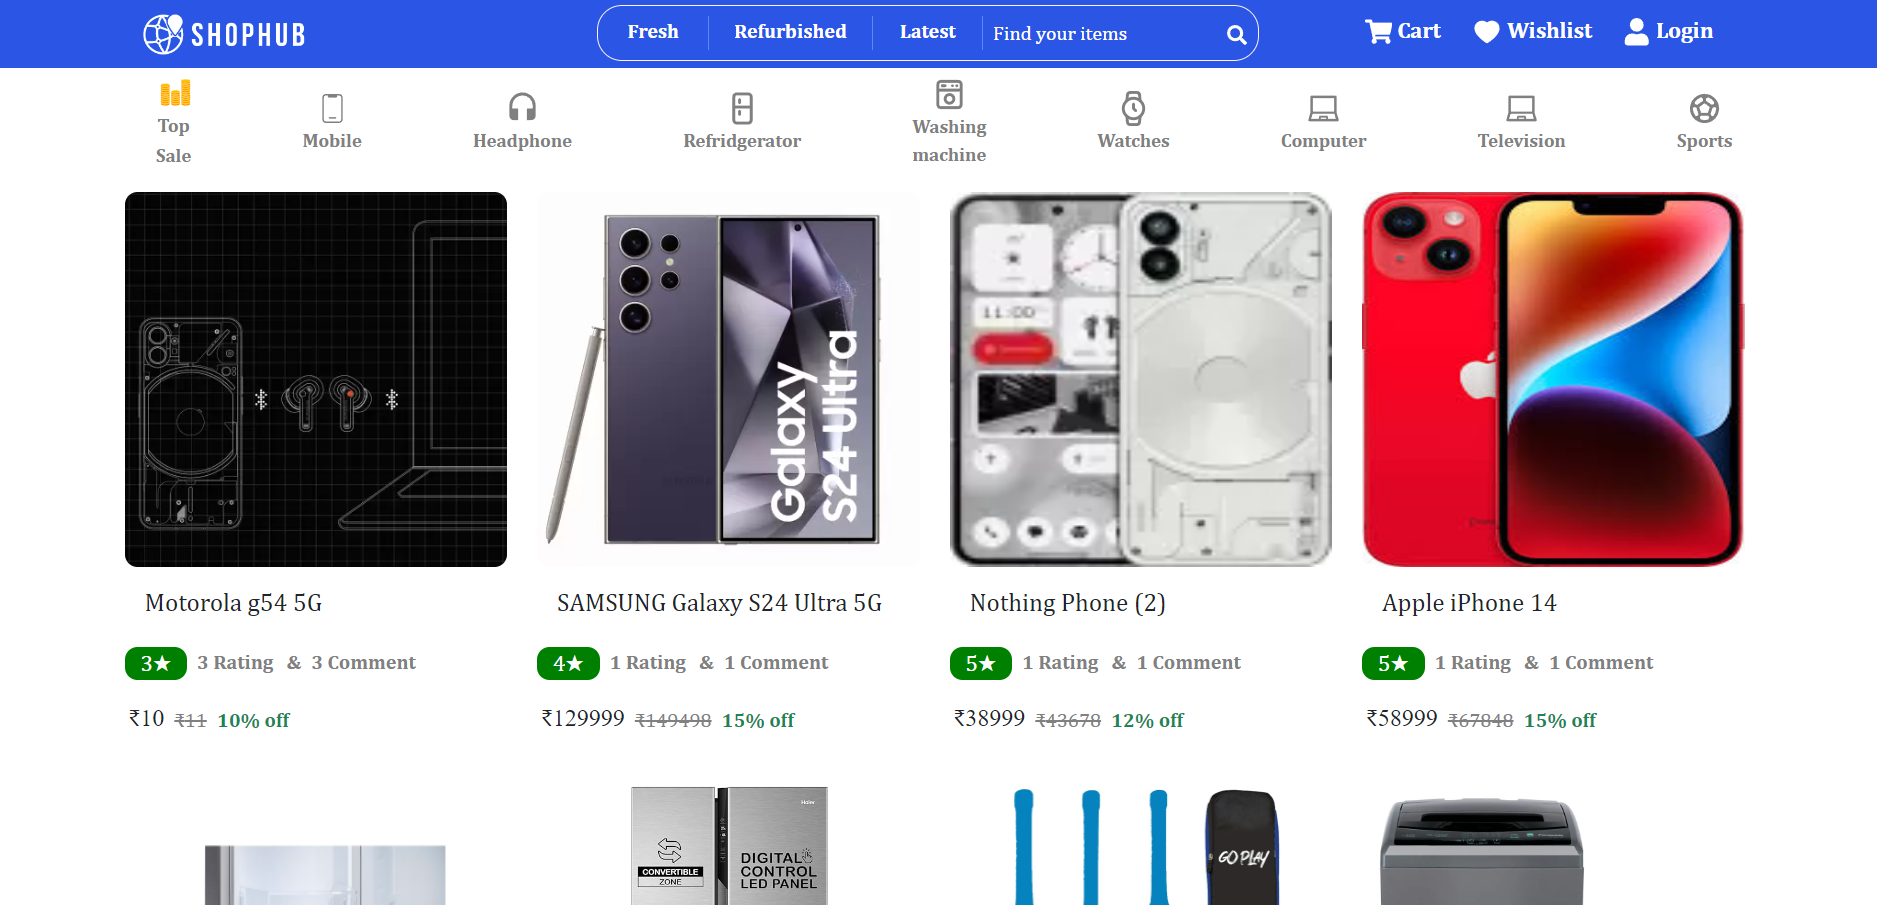 SHOPHUB
Fresh
Refurbished
Latest
Find your items
Cart
Wishlist
Login
Top
Sale
Mobile
Headphone
Refridgerator
Washing
machine
Watches
Computer
Television
Sports
Galaxy
S24 Ultra
11:00
Motorola g54 5G
SAMSUNG Galaxy S24 Ultra 5G
Nothing Phone (2)
Apple iPhone 14
3★ 3 Rating & 3 Comment
4★ 1 Rating & 1 Comment
5★ 1 Rating & 1 Comment
5★ 1 Rating & 1 Comment
₹10 ₹11 10% off
₹129999 ₹149498 15% off
₹38999 ₹43678 12% off
₹58999 ₹67848 15% off
Haier
CONVERTIBLE
ZONE
DIGITAL
CONTROL
LED PANEL
GO PLAY